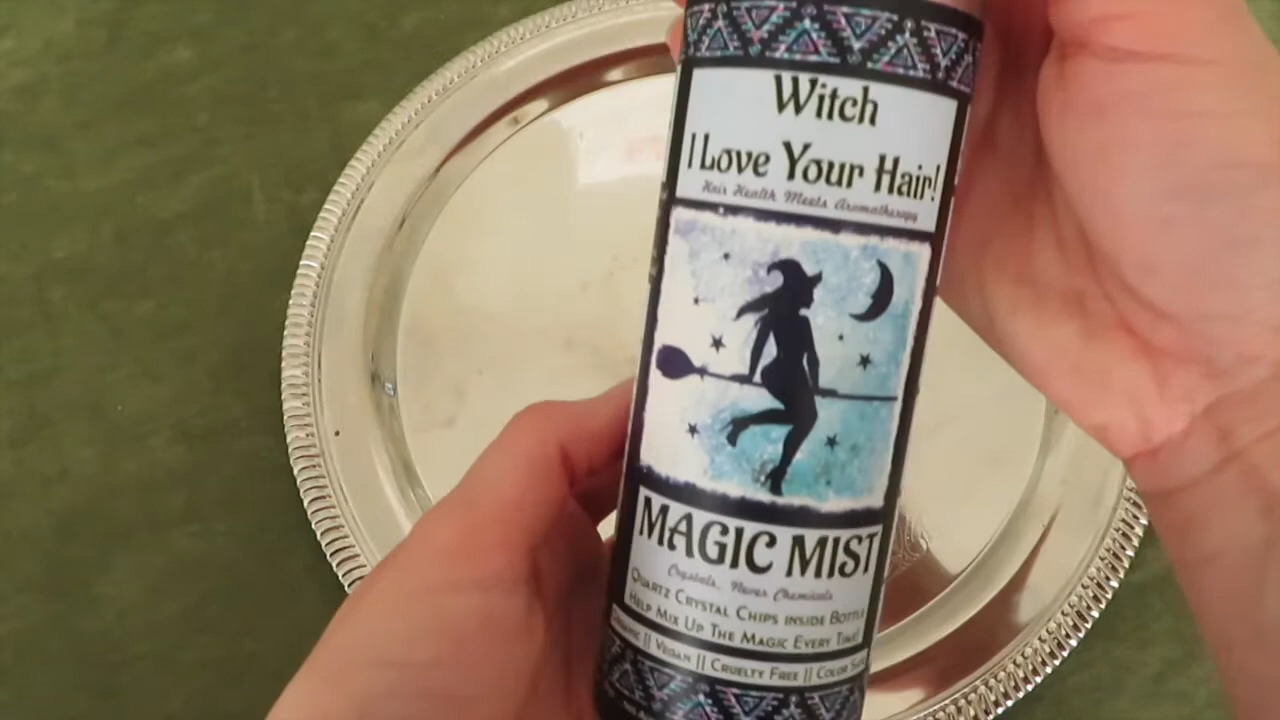 Witch
I Love Your Hair!
Hair Health Meets Aromatherapy
MAGIC MIST
Crystals, Never Chemicals
QUARTZ CRYSTAL CHIPS INSIDE BOTTLE
HELP MIX UP THE MAGIC EVERY TIME!
|| VEGAN || CRUELTY FREE || COLOR SAFE